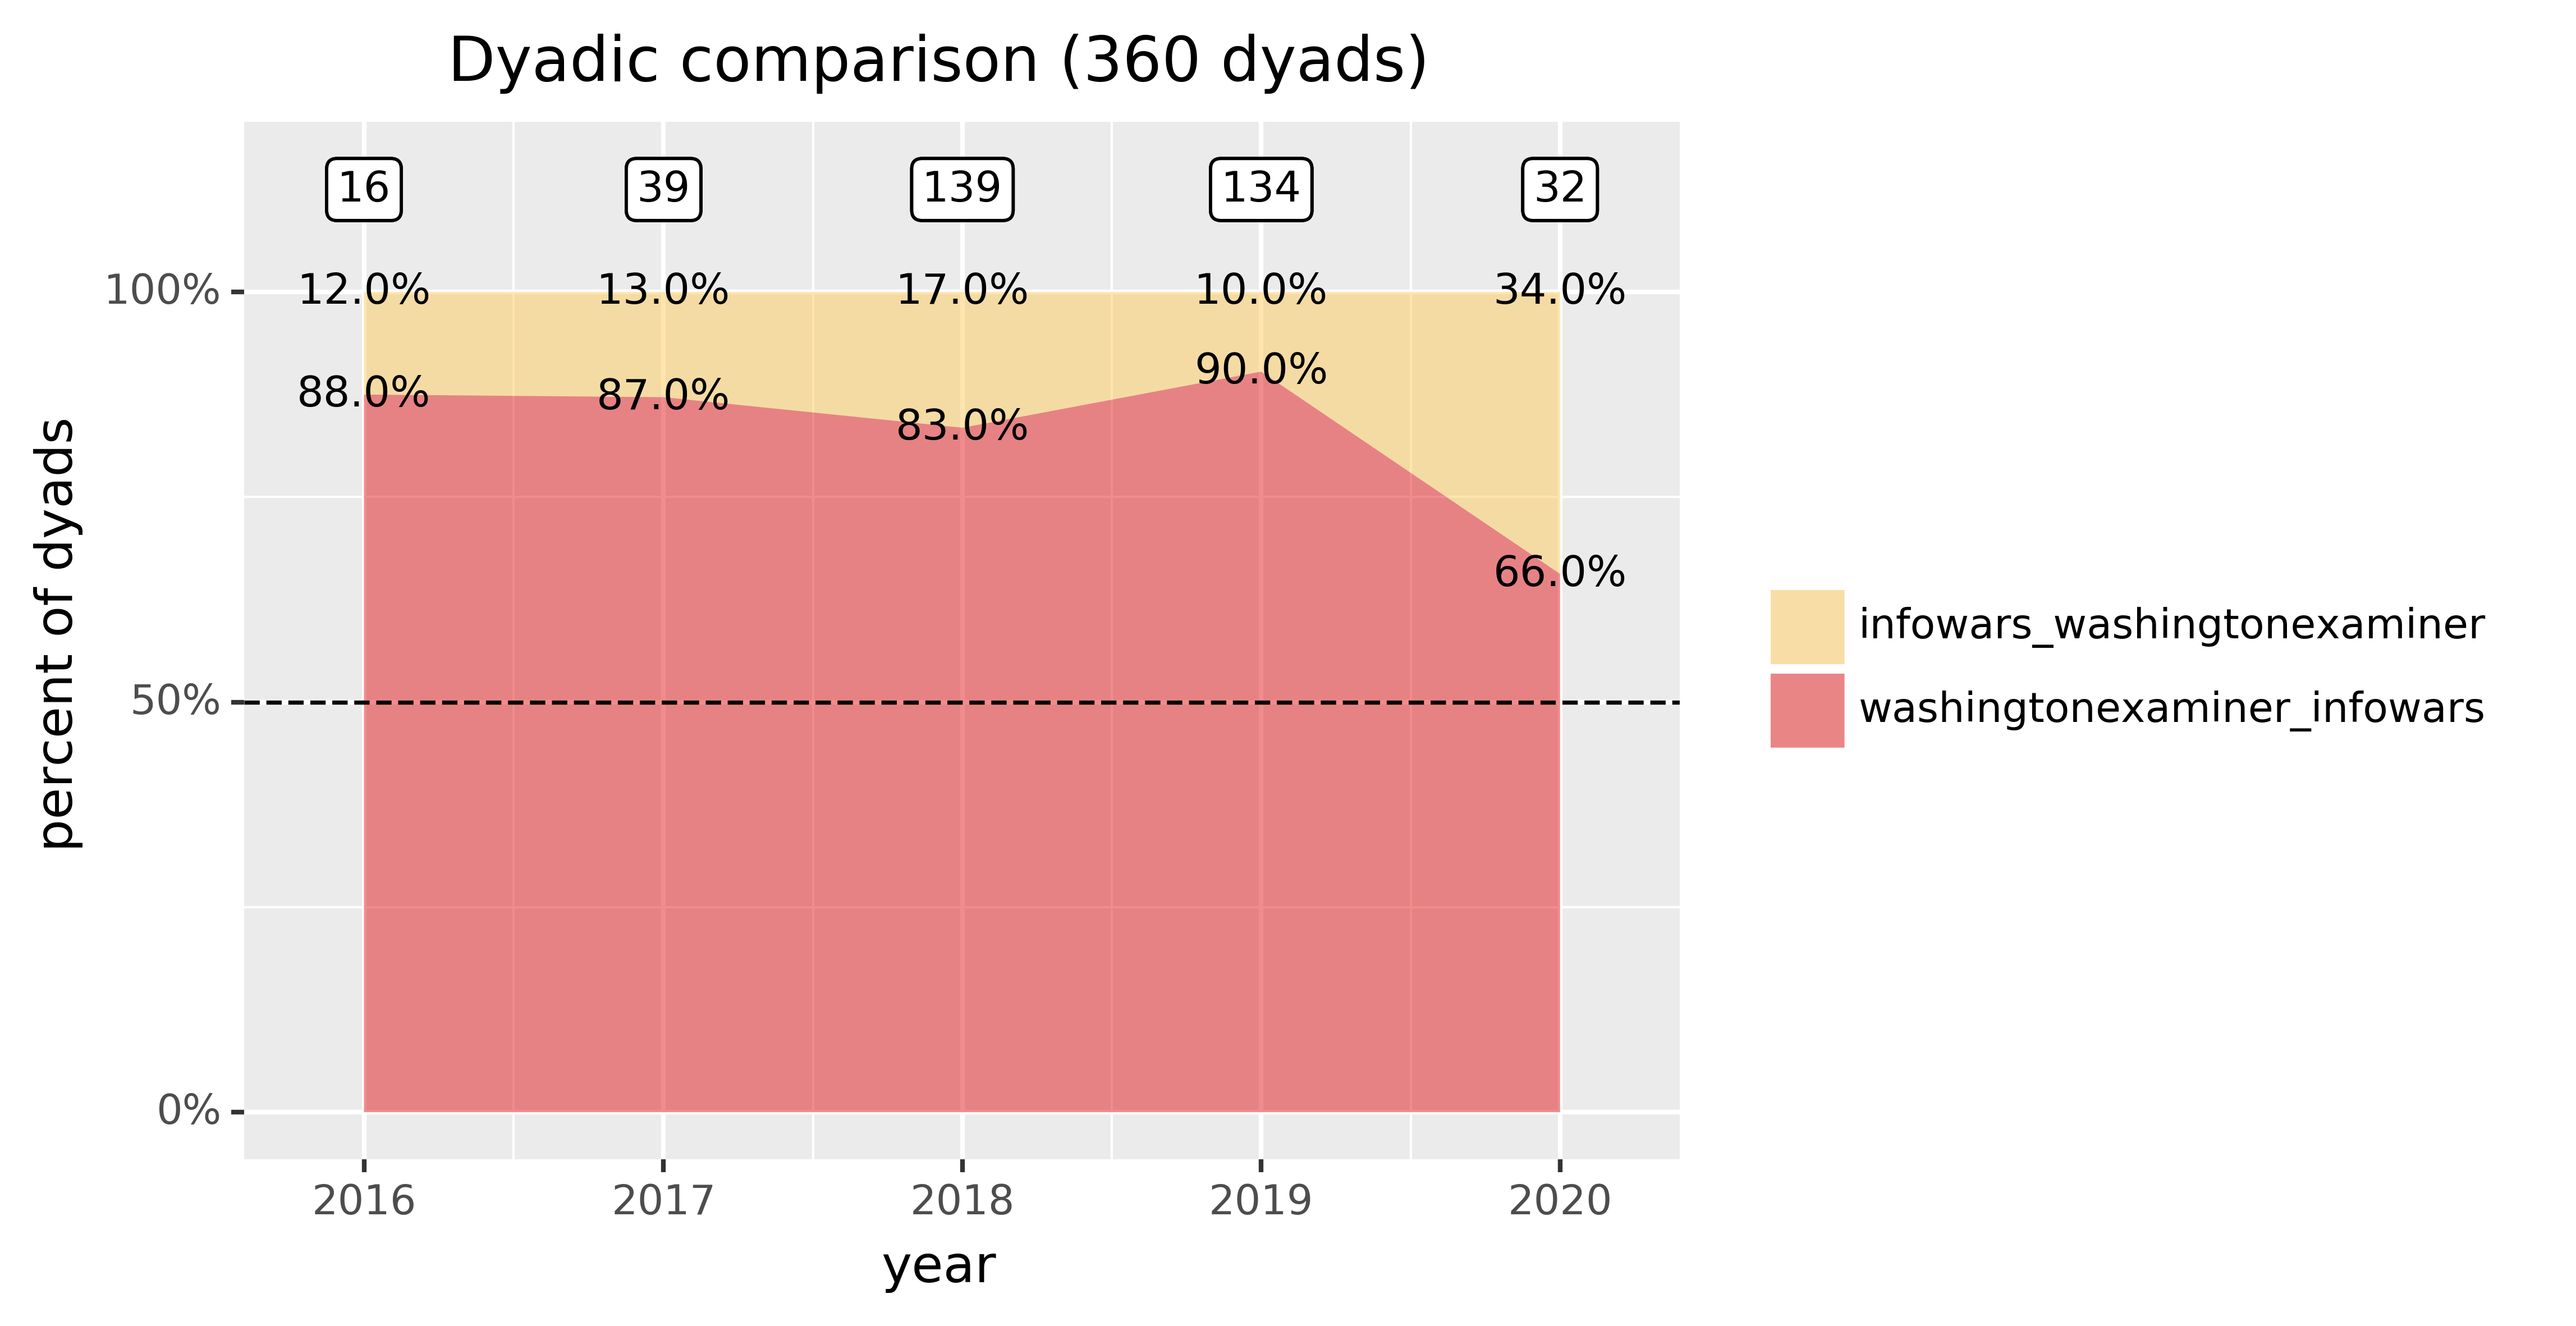 Dyadic comparison (360 dyads)
16 39 139 134 32
100%
12.0% 13.0% 17.0% 10.0% 34.0%
90.0%
88.0% 87.0%
83.0%
66.0%
50%
0%
percent of dyads
2016 2017 2018 2019 2020
year
infowars_washingtonexaminer
washingtonexaminer_infowars